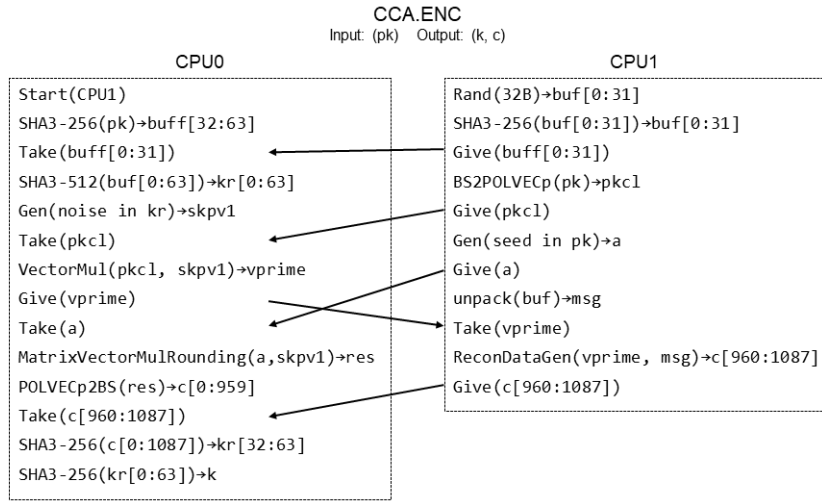 CCA.ENC
Input: (pk) Output: (k, c)
CPU0
Start(CPU1)
SHA3-256(pk)→buff[32:63]
Take(buff[0:31])
SHA3-512(buf[0:63])→kr[0:63]
Gen(noise in kr)→skpv1
Take(pkcl)
VectorMul(pkcl, skpv1)→vprime
Give(vprime)
Take(a)
MatrixVectorMulRounding(a,skpv1)→res
POLVECp2BS(res)→c[0:959]
Take(c[960:1087])
SHA3-256(c[0:1087])→kr[32:63]
SHA3-256(kr[0:63])→k
CPU1
Rand(32B)→buf[0:31]
SHA3-256(buf[0:31])→buf[0:31]
Give(buff[0:31])
BS2POLVECp(pk)→pkcl
Give(pkcl)
Gen(seed in pk)→a
Give(a)
unpack(buf)→msg
Take(vprime)
ReconDataGen(vprime, msg)→c[960:1087]
Give(c[960:1087])